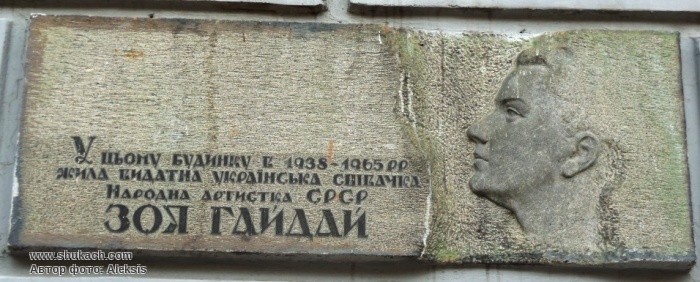 У цьому будинку в 1938-1965 рр
жила видатна українська співачка
Народна артистка СРСР
ЗОЯ ГАЙДАЙ
www.shukach.com
Автор фото: Aleksis